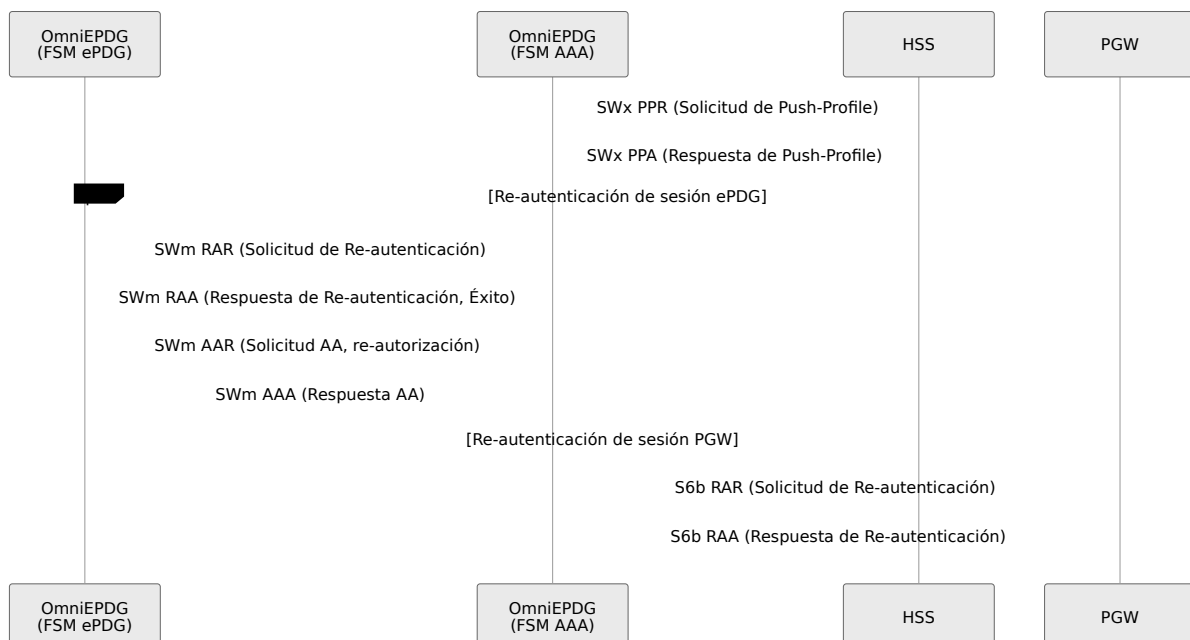 OmniEPDG
(FSM ePDG)
OmniEPDG
(FSM AAA)
HSS
PGW
SWx PPR (Solicitud de Push-Profile)
SWx PPA (Respuesta de Push-Profile)
[Re-autenticación de sesión ePDG]
SWm RAR (Solicitud de Re-autenticación)
SWm RAA (Respuesta de Re-autenticación, Éxito)
SWm AAR (Solicitud AA, re-autorización)
SWm AAA (Respuesta AA)
[Re-autenticación de sesión PGW]
S6b RAR (Solicitud de Re-autenticación)
S6b RAA (Respuesta de Re-autenticación)
OmniEPDG
(FSM ePDG)
OmniEPDG
(FSM AAA)
HSS
PGW